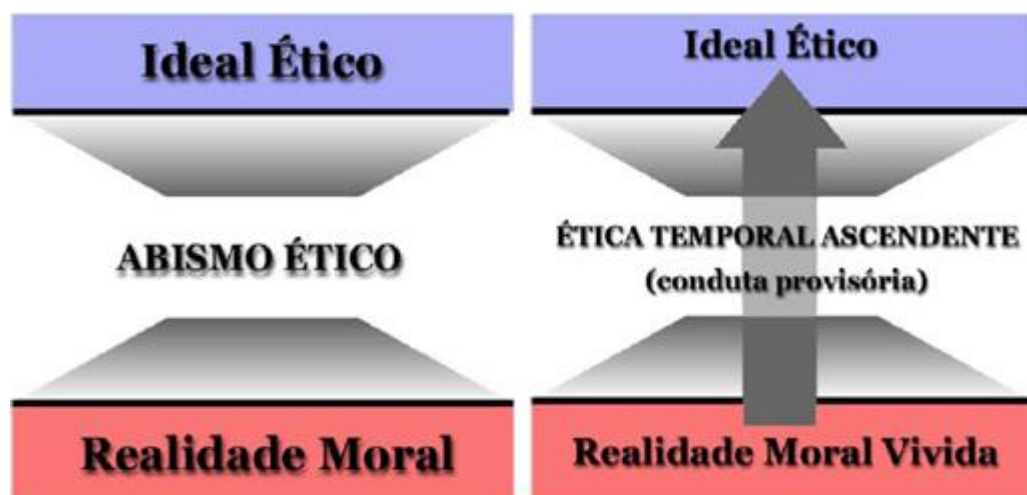 Ideal Ético
ABISMO ÉTICO
Realidade Moral
Ideal Ético
ÉTICA TEMPORAL ASCENDENTE
(conduta provisória)
Realidade Moral Vivida